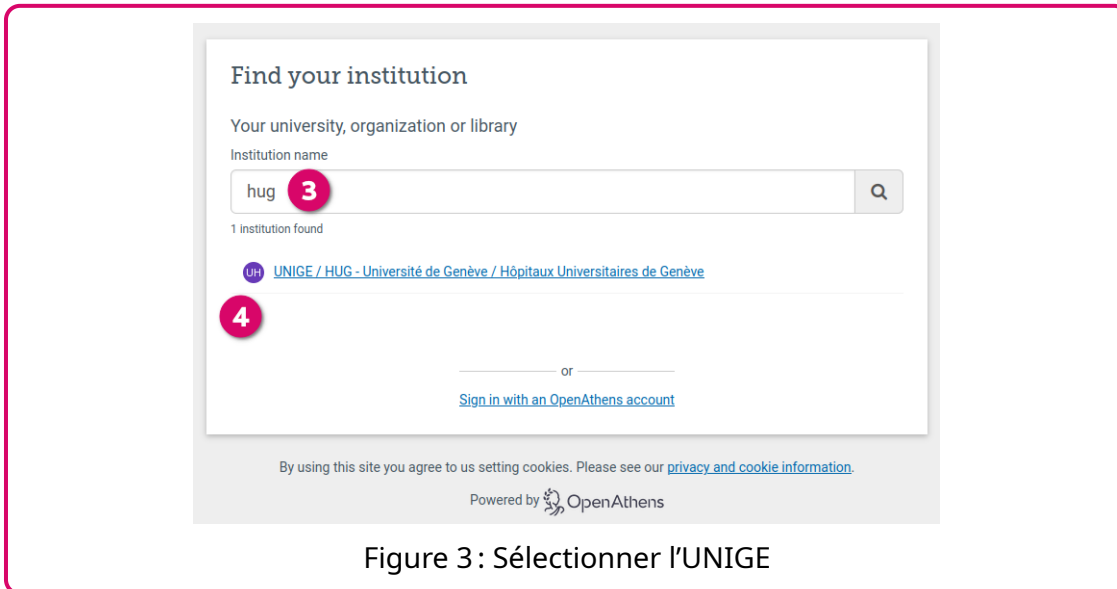 Find your institution
Your university, organization or library
Institution name
hug 3
1 institution found
UH UNIGE / HUG - Université de Genève / Hôpitaux Universitaires de Genève
4
or
Sign in with an OpenAthens account
By using this site you agree to us setting cookies. Please see our privacy and cookie information.
Powered by OpenAthens
Figure 3 : Sélectionner l’UNIGE